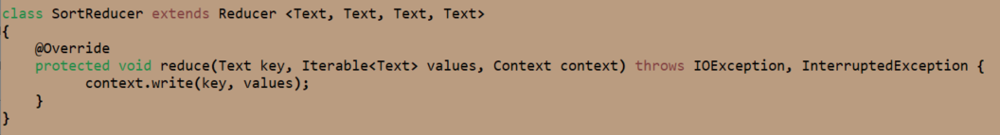 class SortReducer extends Reducer <Text, Text, Text, Text>
{
    @Override
    protected void reduce(Text key, Iterable<Text> values, Context context) throws IOException, InterruptedException {
          context.write(key, values);
    }
}